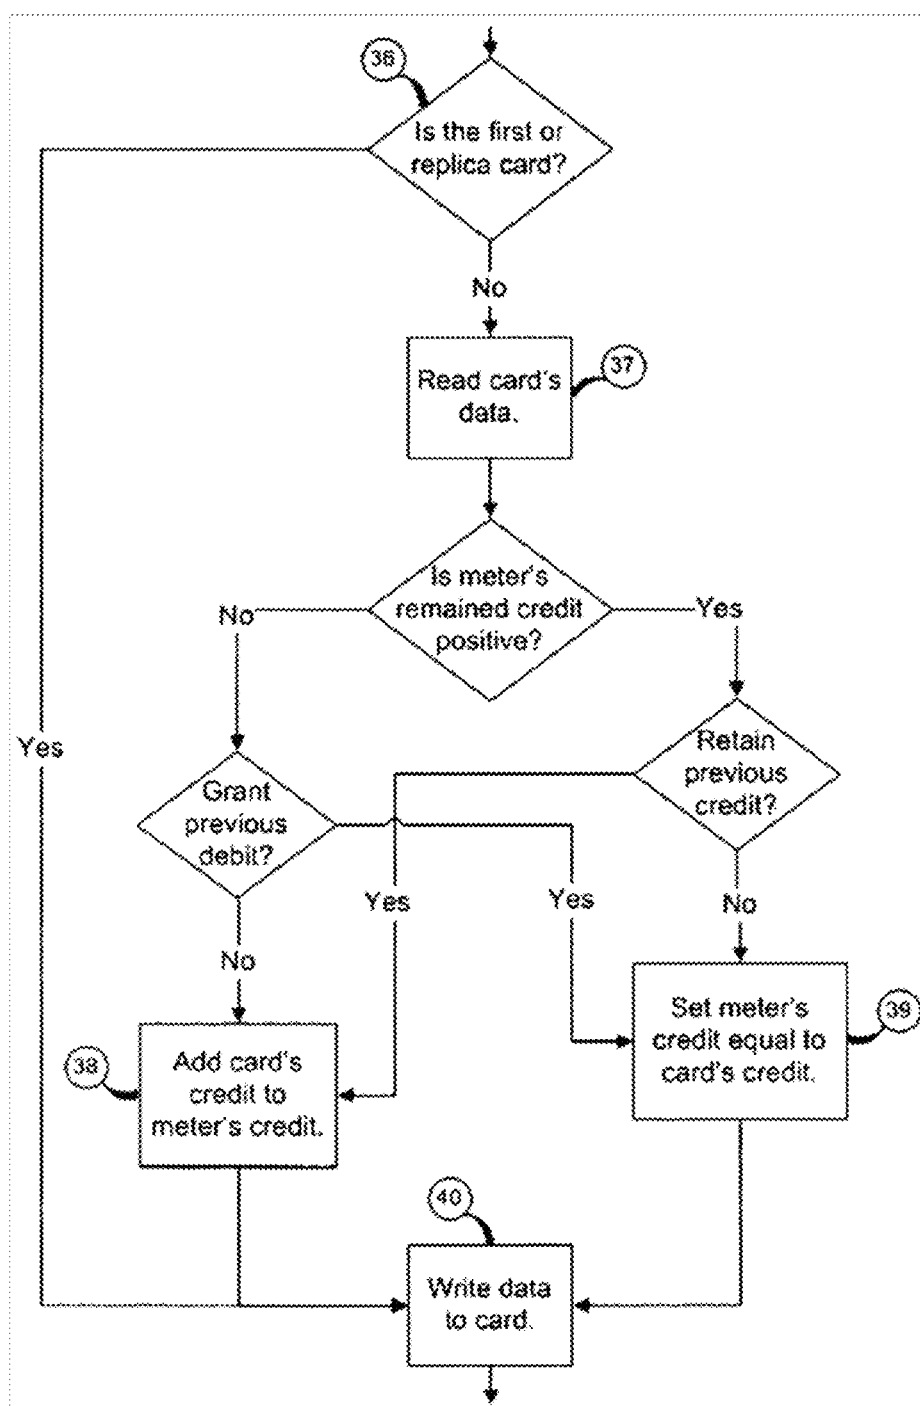 36
Is the first or
replica card?
No
Read card's
data.
37
Is meter's
remained credit
positive?
No
Yes
Yes
Retain
previous
credit?
Grant
previous
debit?
Yes
Yes
No
No
Set meter's
credit equal to
card's credit.
39
38
Add card's
credit to
meter's credit.
40
Write data
to card.